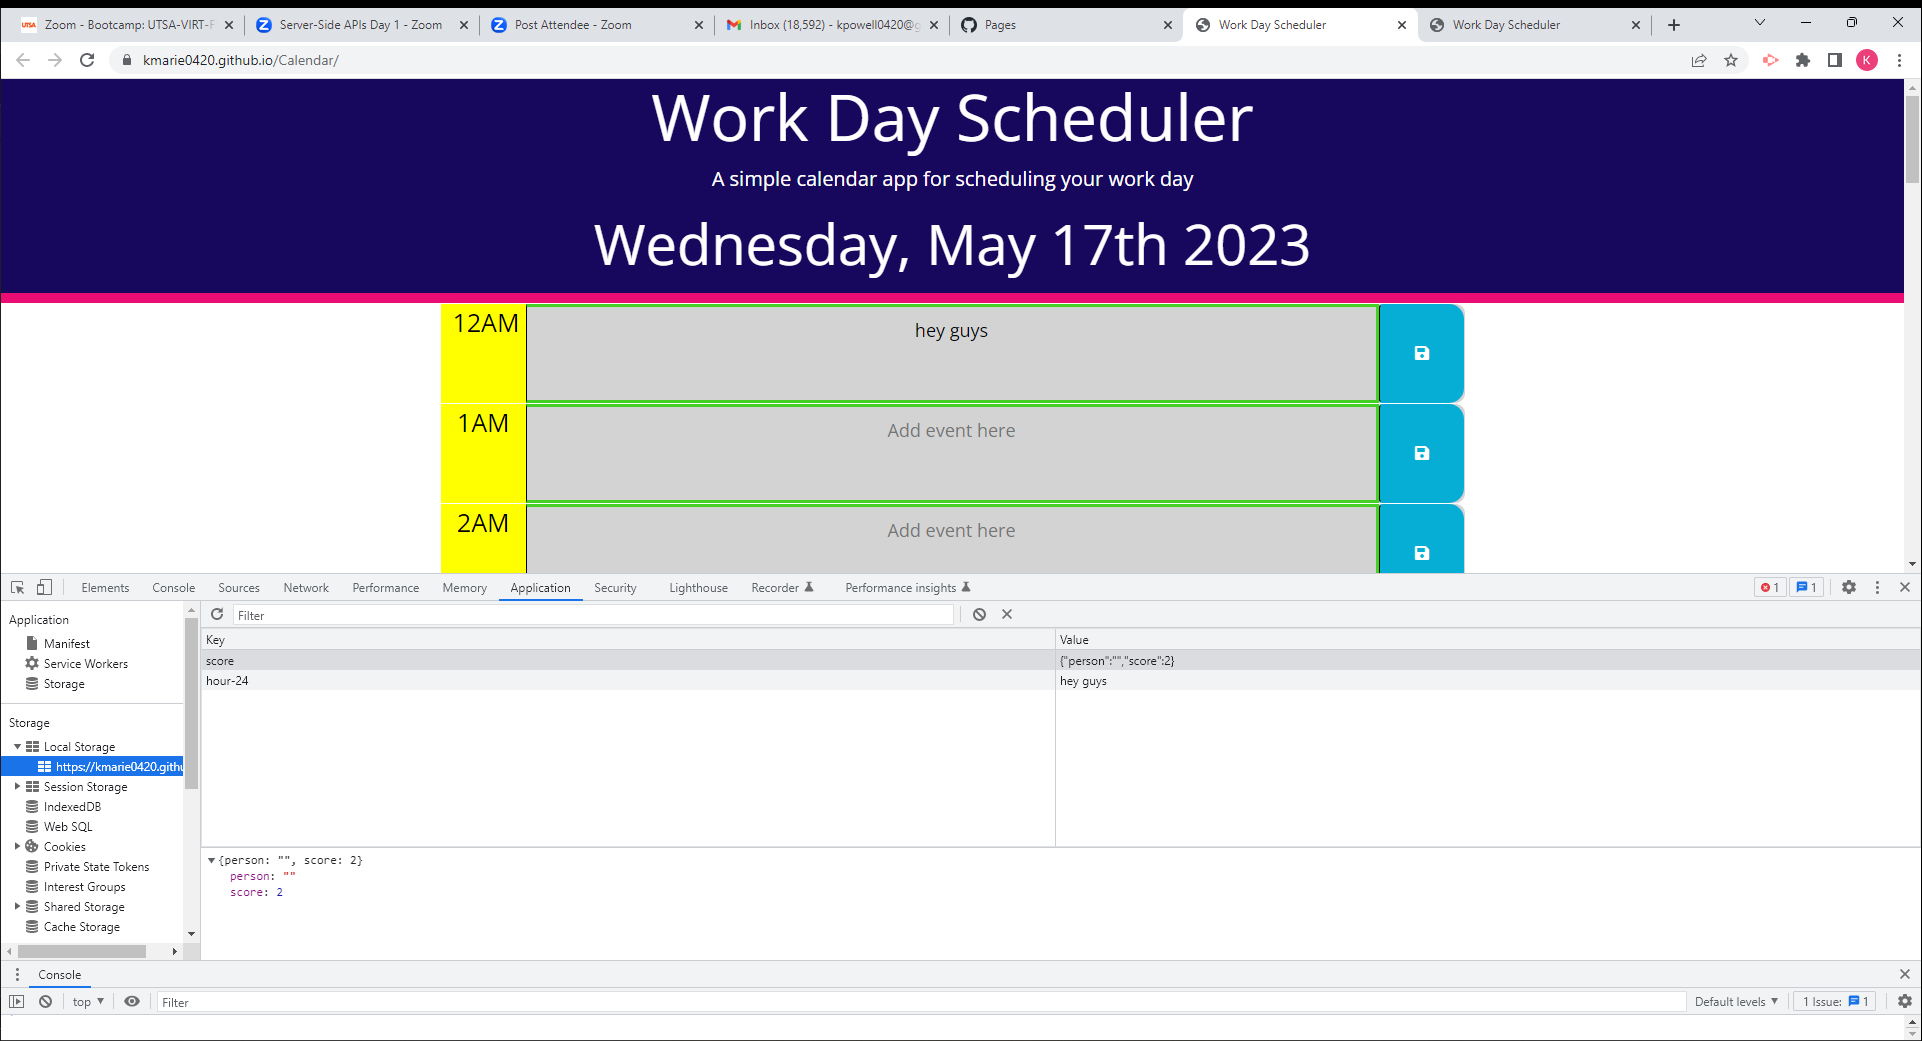 UTSA Zoom - Bootcamp: UTSA-VIRT-F
Server-Side APIs Day 1 - Zoom
Post Attendee - Zoom
Inbox (18,592) - kpowell0420@g
Pages
Work Day Scheduler
Work Day Scheduler
kmarie0420.github.io/Calendar/
K
Work Day Scheduler
A simple calendar app for scheduling your work day
Wednesday, May 17th 2023
12AM
hey guys
1AM
Add event here
2AM
Add event here
Elements Console Sources Network Performance Memory Application Security Lighthouse Recorder Performance insights 1 1
Application
Manifest
Service Workers
Storage
Storage
Local Storage
https://kmarie0420.githu
Session Storage
IndexedDB
Web SQL
Cookies
Private State Tokens
Interest Groups
Shared Storage
Cache Storage
Filter
Key Value
score {"person":"","score":2}
hour-24 hey guys
{person: "", score: 2}
person: ""
score: 2
Console
top Filter Default levels 1 Issue: 1